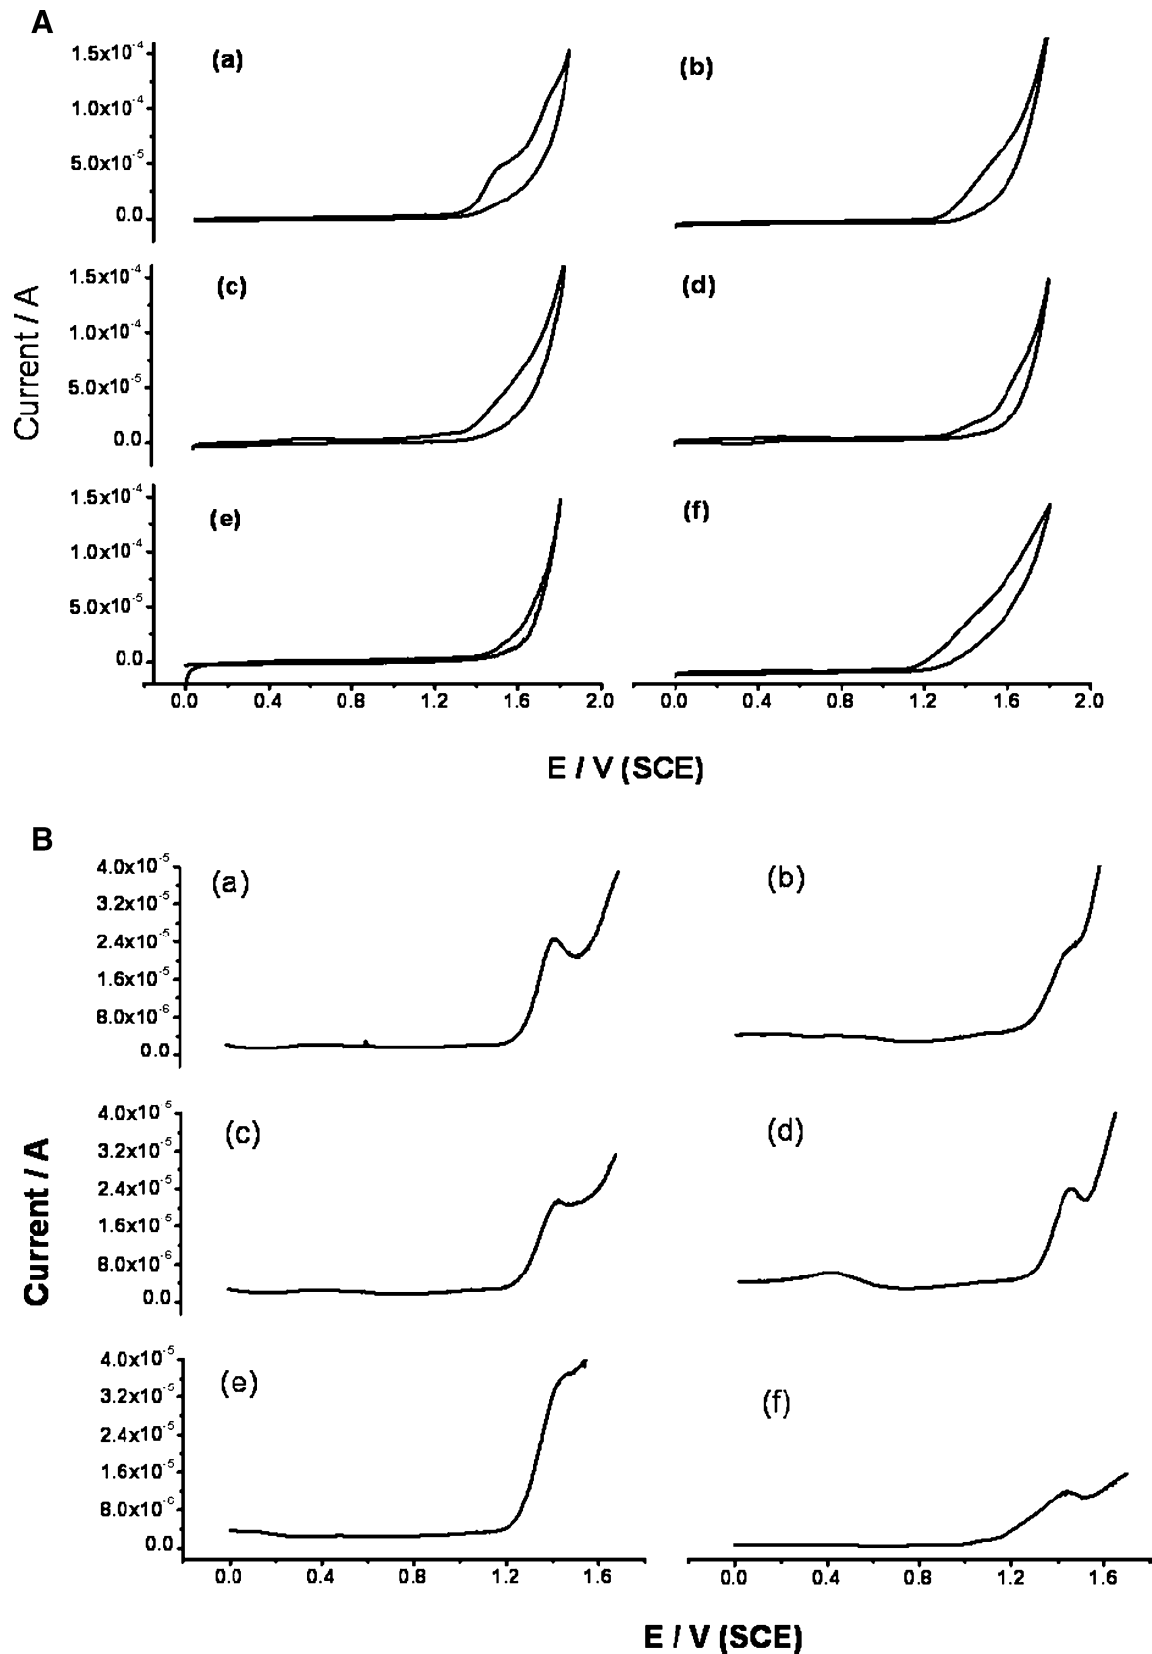 A
(a)
(b)
1.5x10⁻⁴
1.0x10⁻⁴
5.0x10⁻⁵
0.0
(c)
(d)
1.5x10⁻⁴
1.0x10⁻⁴
5.0x10⁻⁵
0.0
Current / A
(e)
(f)
1.5x10⁻⁴
1.0x10⁻⁴
5.0x10⁻⁵
0.0
0.0 0.4 0.8 1.2 1.6 2.0
0.0 0.4 0.8 1.2 1.6 2.0
E / V (SCE)
B
(a)
(b)
4.0x10⁻⁵
3.2x10⁻⁵
2.4x10⁻⁵
1.6x10⁻⁵
8.0x10⁻⁶
0.0
(c)
(d)
4.0x10⁻⁵
3.2x10⁻⁵
2.4x10⁻⁵
1.6x10⁻⁵
8.0x10⁻⁶
0.0
Current / A
(e)
(f)
4.0x10⁻⁵
3.2x10⁻⁵
2.4x10⁻⁵
1.6x10⁻⁵
8.0x10⁻⁶
0.0
0.0 0.4 0.8 1.2 1.6
0.0 0.4 0.8 1.2 1.6
E / V (SCE)